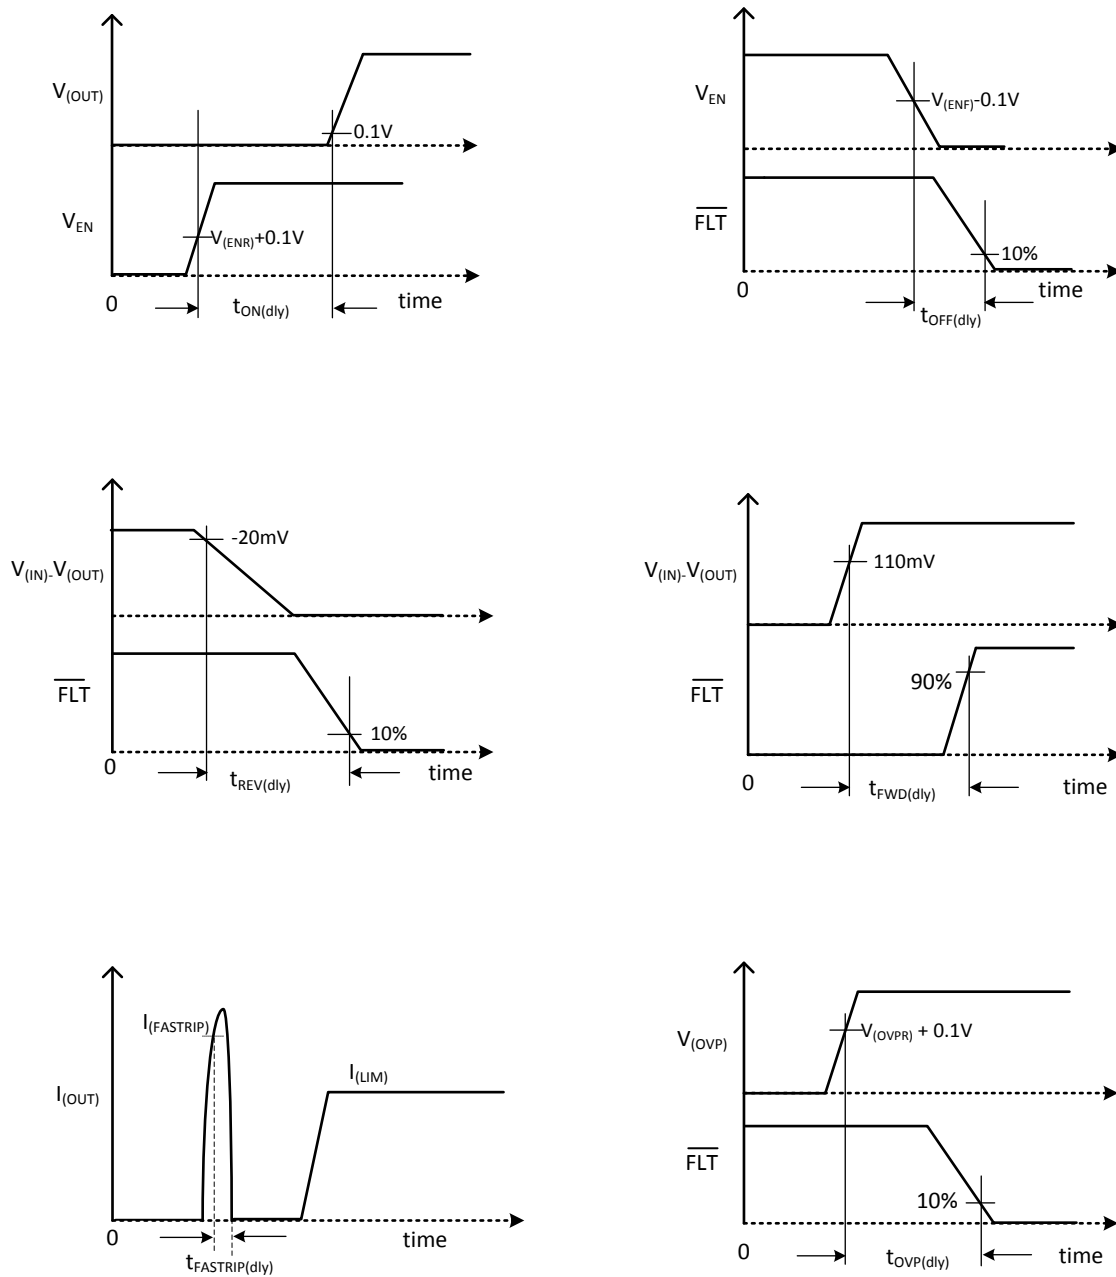 V(OUT)
0.1V
VEN
V(ENR)+0.1V
0
tON(dly)
time
VEN
V(ENF)-0.1V
FLT
10%
0
tOFF(dly)
time
V(IN)-V(OUT)
-20mV
FLT
10%
0
tREV(dly)
time
V(IN)-V(OUT)
110mV
FLT
90%
0
tFWD(dly)
time
I(FASTRIP)
I(OUT)
I(LIM)
0
tFASTRIP(dly)
time
V(OVP)
V(OVPR) + 0.1V
FLT
10%
0
tOVP(dly)
time